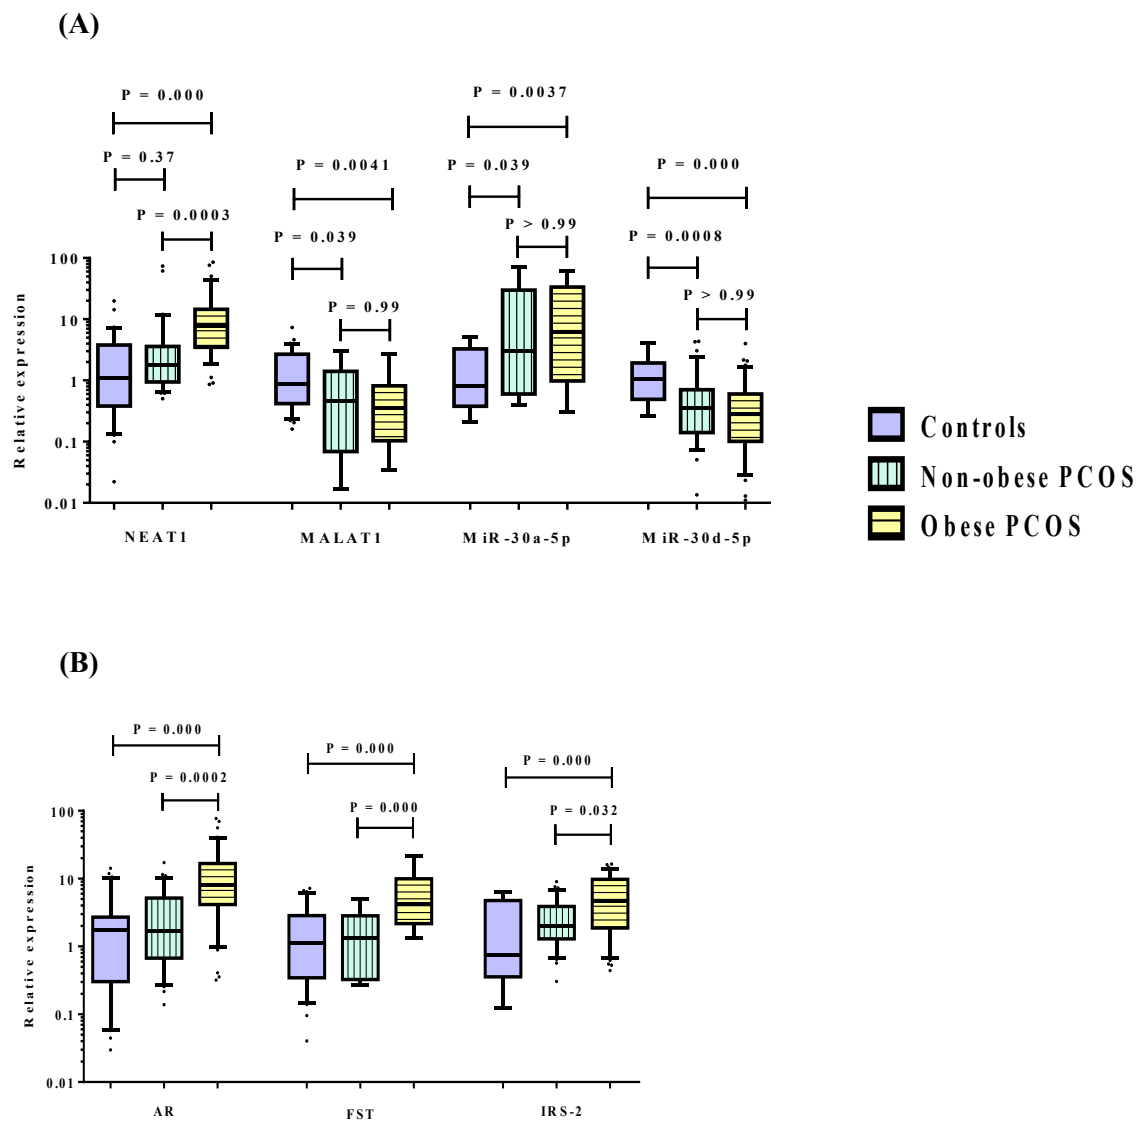 (A)
P = 0.000
P = 0.0037
P = 0.37
P = 0.0041
P = 0.039
P = 0.000
P = 0.0003
P = 0.039
P > 0.99
P = 0.0008
P = 0.99
P > 0.99
Relative expression
100
10
1
0.1
0.01
NEAT1
MALAT1
MiR-30a-5p
MiR-30d-5p
Controls
Non-obese PCOS
Obese PCOS
(B)
P = 0.000
P = 0.000
P = 0.000
P = 0.0002
P = 0.000
P = 0.032
Relative expression
100
10
1
0.1
0.01
AR
FST
IRS-2